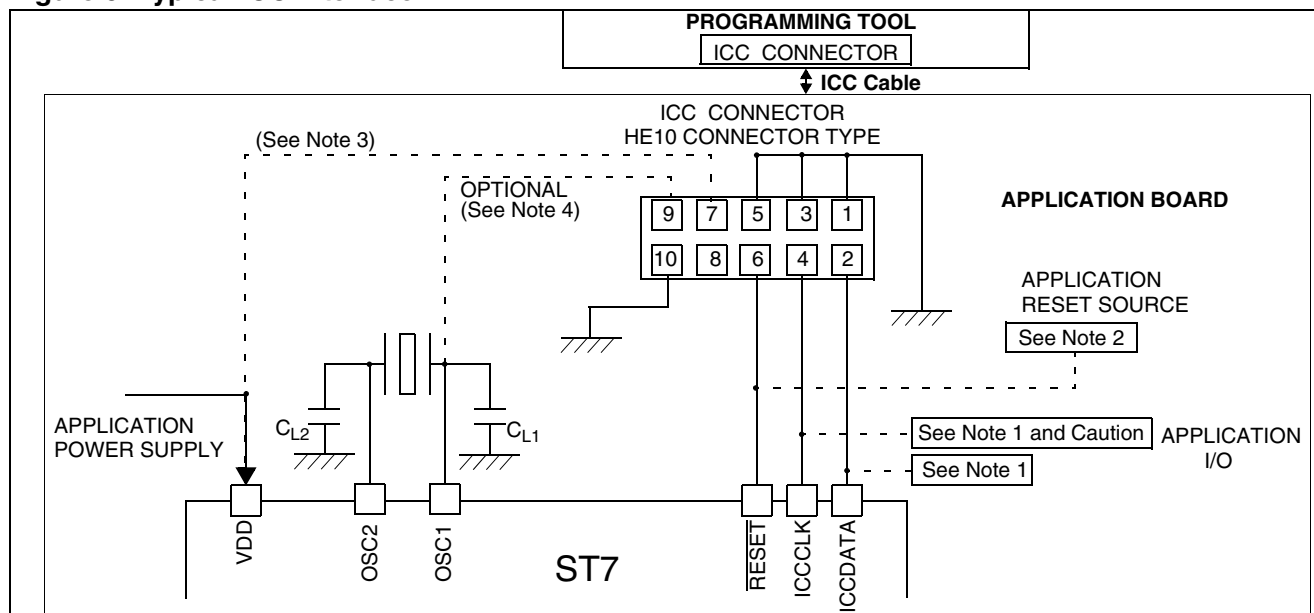 PROGRAMMING TOOL
ICC CONNECTOR
ICC Cable
ICC CONNECTOR
HE10 CONNECTOR TYPE
(See Note 3)
OPTIONAL
(See Note 4)
9 7 5 3 1
10 8 6 4 2
APPLICATION BOARD
APPLICATION
RESET SOURCE
See Note 2
APPLICATION
POWER SUPPLY
CL2
CL1
See Note 1 and Caution
See Note 1
APPLICATION
I/O
VDD
OSC2
OSC1
RESET
ICCCLK
ICCDATA
ST7